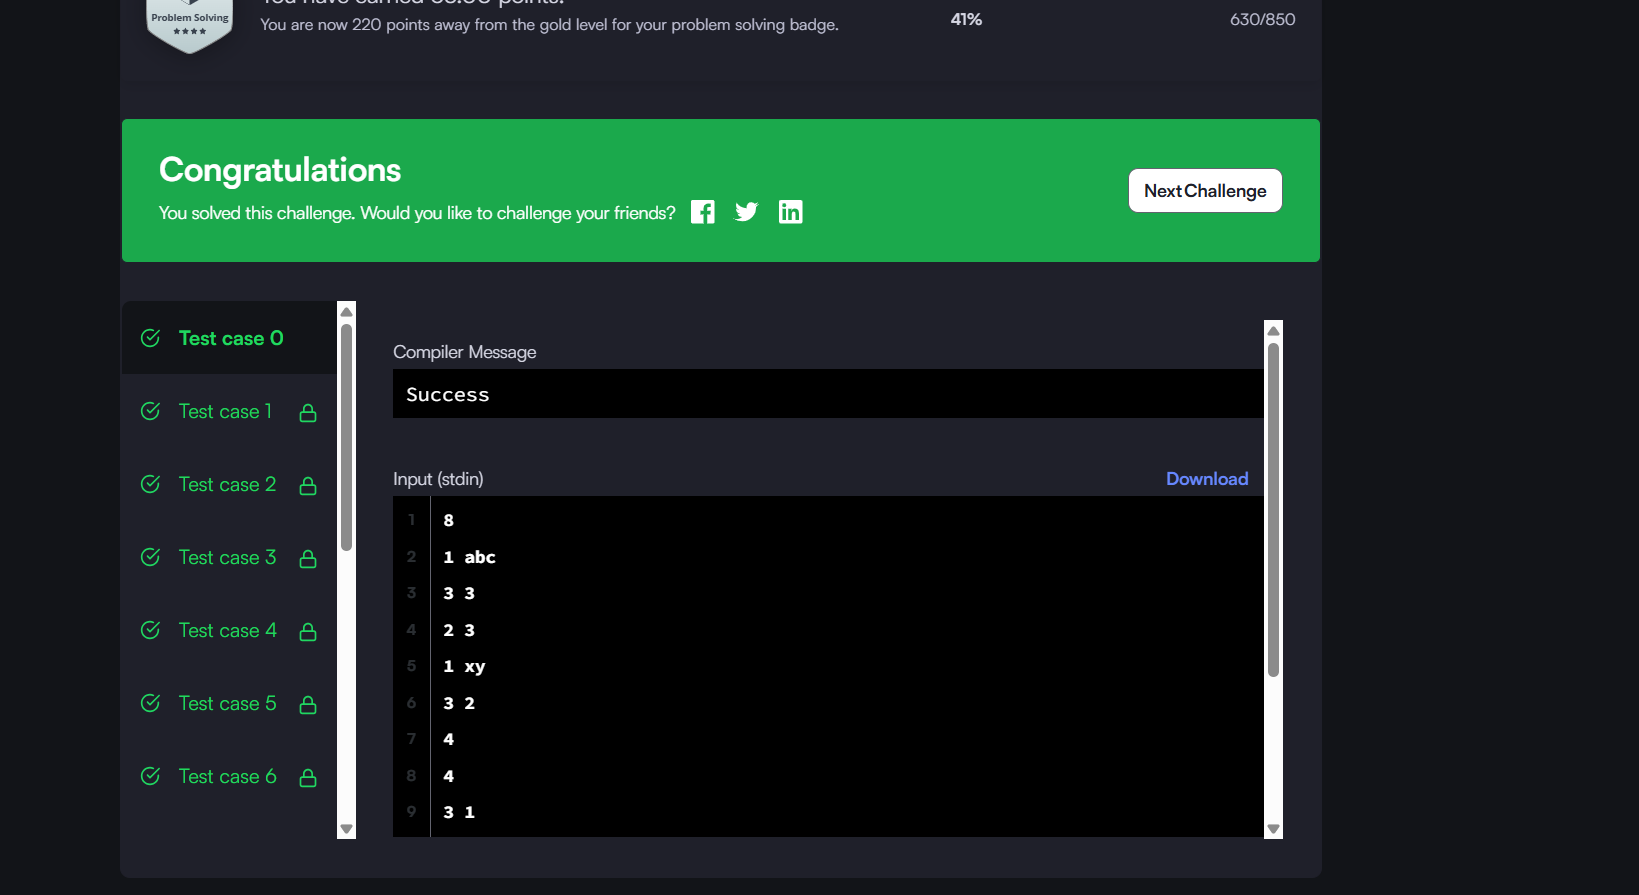 Problem Solving
You are now 220 points away from the gold level for your problem solving badge.
41%
630/850
Congratulations
You solved this challenge. Would you like to challenge your friends?
Next Challenge
Test case 0
Test case 1
Test case 2
Test case 3
Test case 4
Test case 5
Test case 6
Compiler Message
Success
Input (stdin)
Download
1 8
2 1 abc
3 3 3
4 2 3
5 1 xy
6 3 2
7 4
8 4
9 3 1